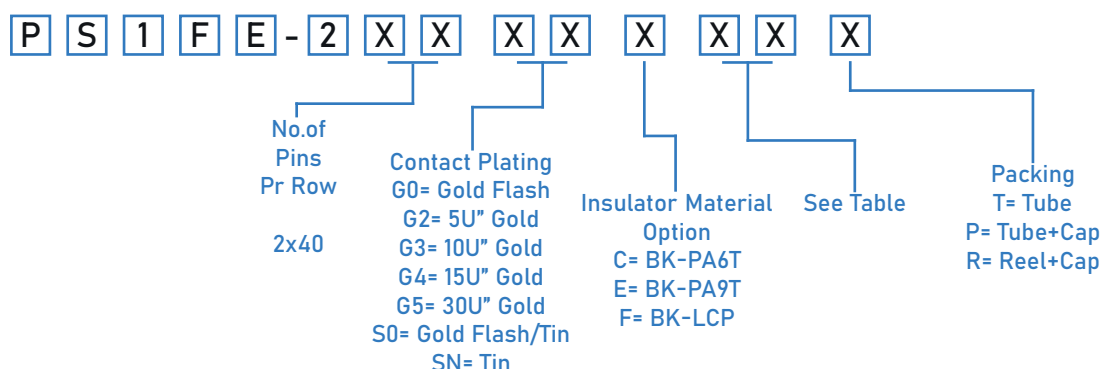 P S 1 F E - 2 X X X X X X X X
No.of
Pins
Pr Row
2x40
Contact Plating
G0= Gold Flash
G2= 5U" Gold
G3= 10U" Gold
G4= 15U" Gold
G5= 30U" Gold
S0= Gold Flash/Tin
SN= Tin
Insulator Material
Option
C= BK-PA6T
E= BK-PA9T
F= BK-LCP
See Table
Packing
T= Tube
P= Tube+Cap
R= Reel+Cap